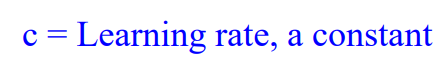 c = Learning rate, a constant